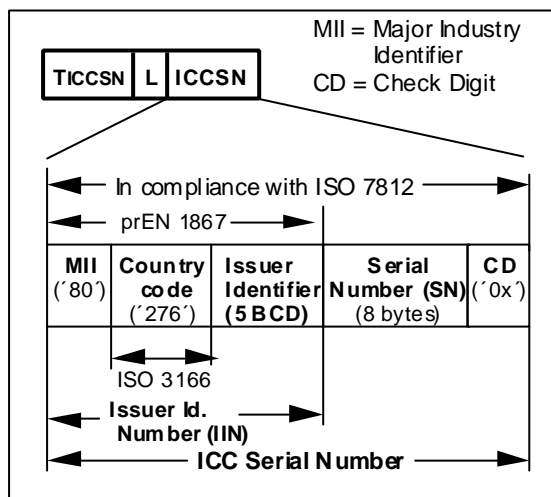 MII = Major Industry
Identifier
CD = Check Digit
TICCSN L ICCSN
In compliance with ISO 7812
prEN 1867
MII Country Issuer Serial CD
(´80´) code Identifier Number (SN) (´0x´)
(´276´) (5 BCD) (8 bytes)
ISO 3166
Issuer Id.
Number (IIN)
ICC Serial Number